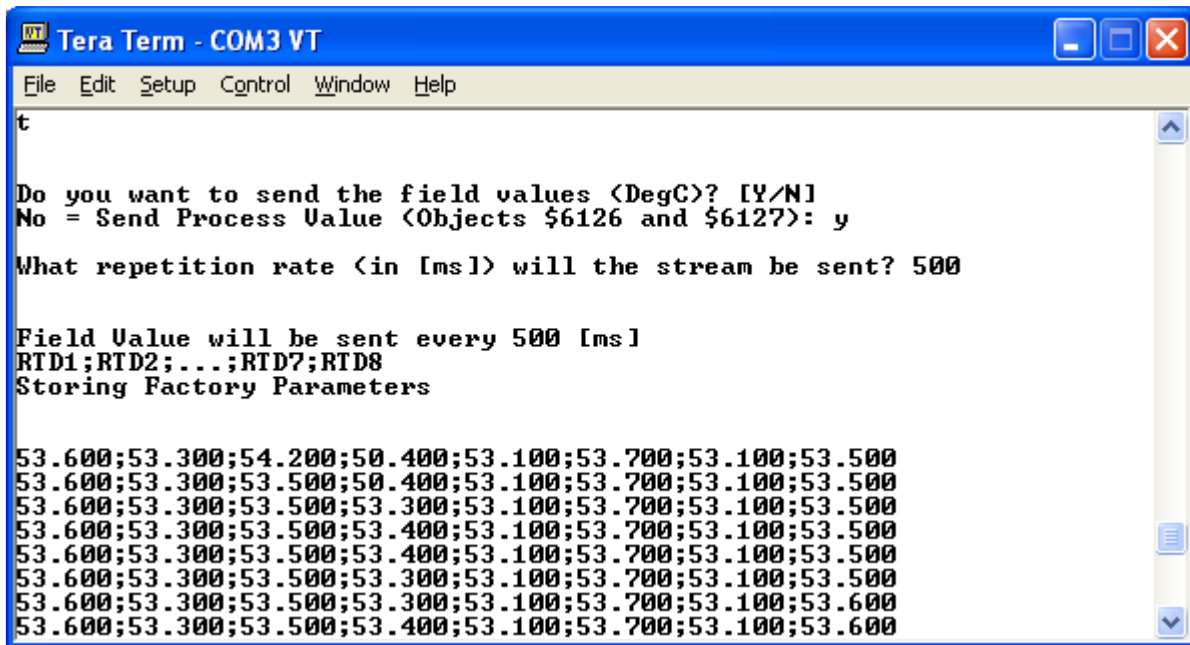 Tera Term - COM3 VT
File Edit Setup Control Window Help
t
Do you want to send the field values (DegC)? [Y/N]
No = Send Process Value (Objects $6126 and $6127): y
What repetition rate (in [ms]) will the stream be sent? 500
Field Value will be sent every 500 [ms]
RTD1;RTD2;...;RTD7;RTD8
Storing Factory Parameters
53.600;53.300;54.200;50.400;53.100;53.700;53.100;53.500
53.600;53.300;53.500;50.400;53.100;53.700;53.100;53.500
53.600;53.300;53.500;53.300;53.100;53.700;53.100;53.500
53.600;53.300;53.500;53.400;53.100;53.700;53.100;53.500
53.600;53.300;53.500;53.400;53.100;53.700;53.100;53.500
53.600;53.300;53.500;53.300;53.100;53.700;53.100;53.500
53.600;53.300;53.500;53.300;53.100;53.700;53.100;53.600
53.600;53.300;53.500;53.400;53.100;53.700;53.100;53.600